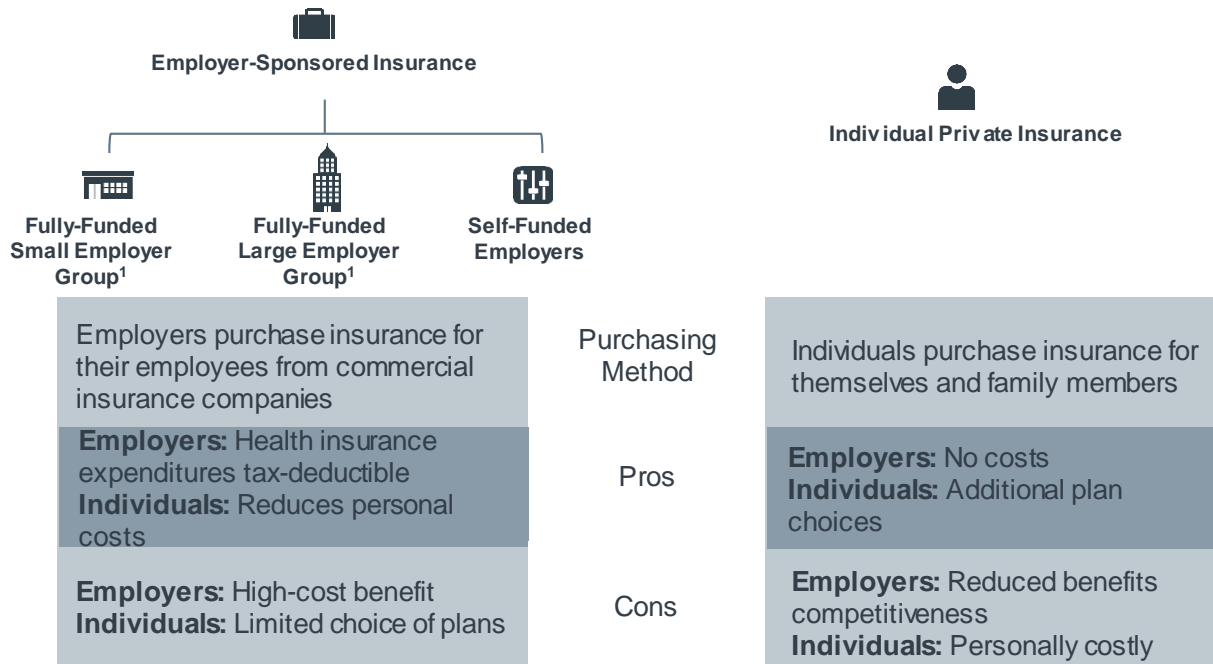 Employer-Sponsored Insurance
Individual Private Insurance
Fully-Funded
Small Employer
Group1
Fully-Funded
Large Employer
Group1
Self-Funded
Employers
Employers purchase insurance for
their employees from commercial
insurance companies
Purchasing
Method
Individuals purchase insurance for
themselves and family members
Employers: Health insurance
expenditures tax-deductible
Individuals: Reduces personal
costs
Pros
Employers: No costs
Individuals: Additional plan
choices
Employers: High-cost benefit
Individuals: Limited choice of plans
Cons
Employers: Reduced benefits
competitiveness
Individuals: Personally costly